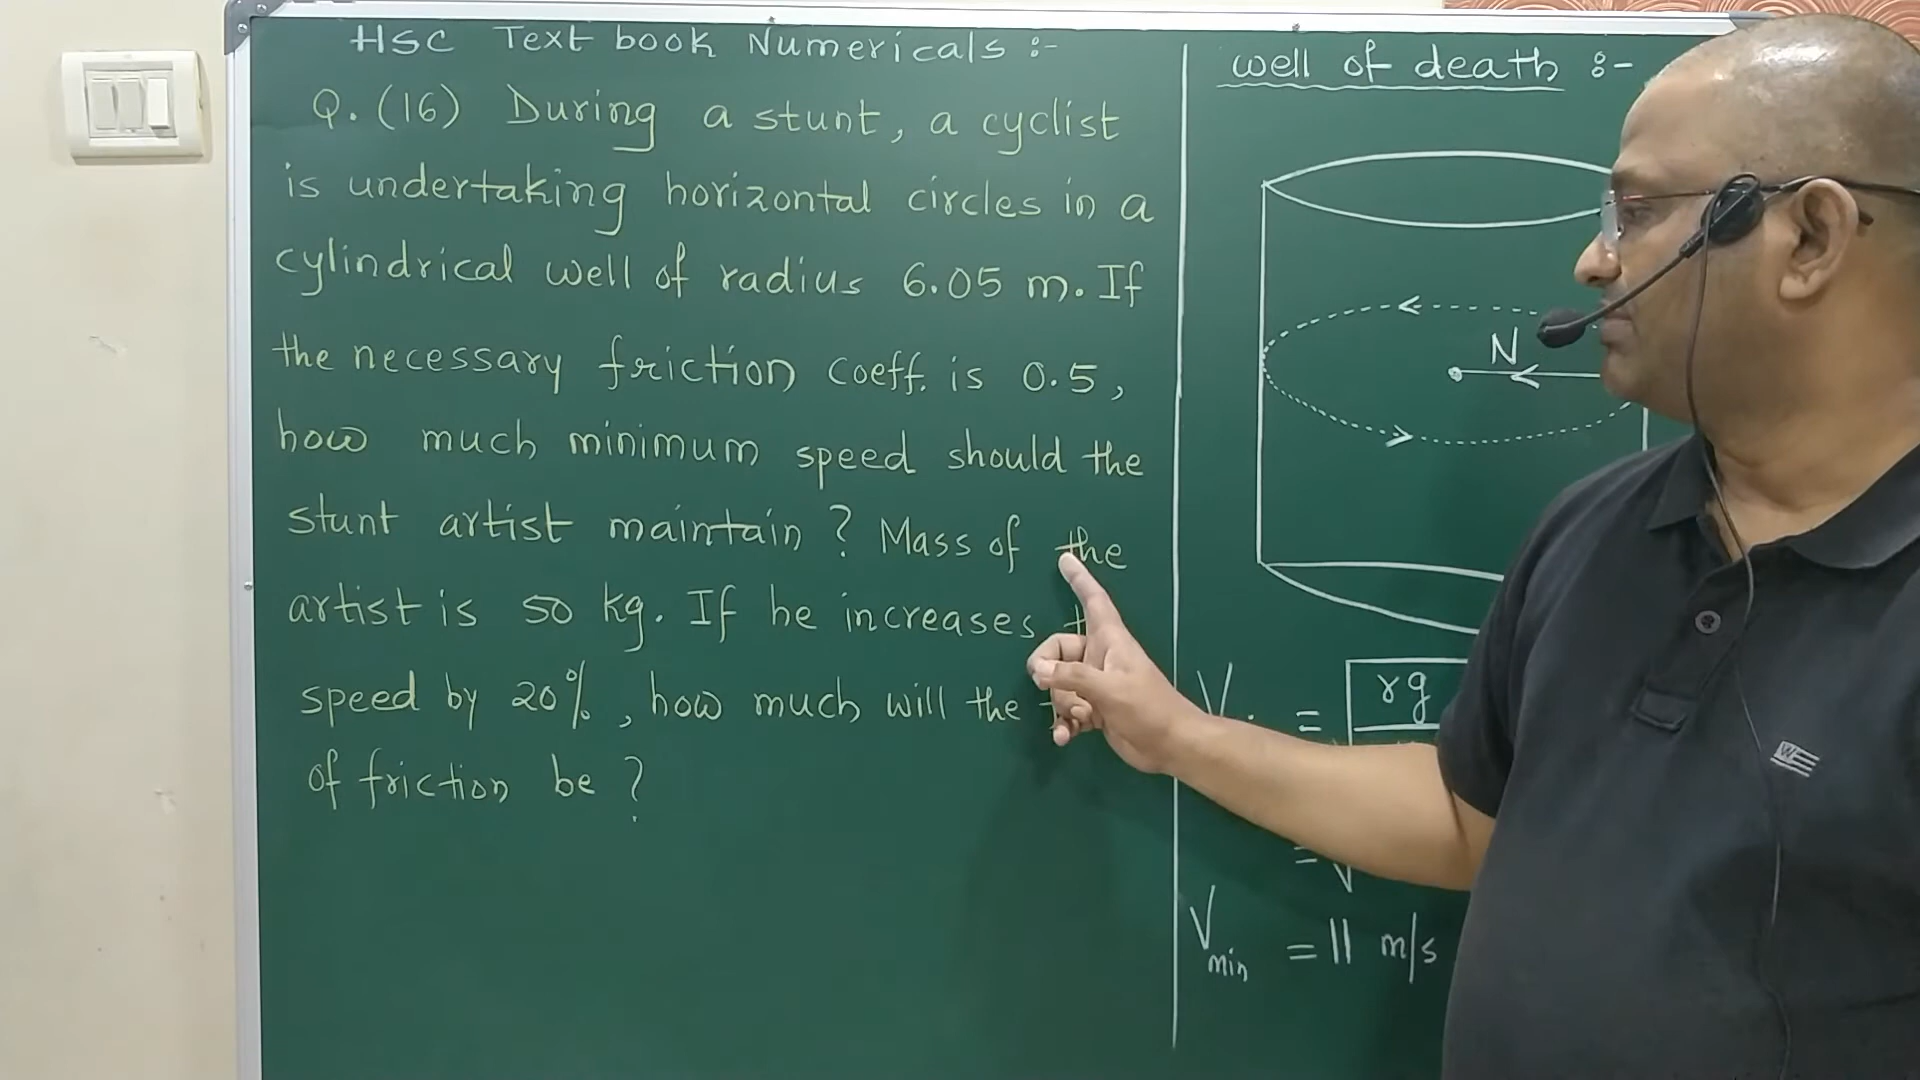 HSC Text book Numericals :-
Q. (16) During a stunt, a cyclist
is undertaking horizontal circles in a
cylindrical well of radius 6.05 m. If
the necessary friction coeff. is 0.5,
how much minimum speed should the
stunt artist maintain ? Mass of the
artist is 50 kg. If he increases
speed by 20%, how much will the
of friction be ?
well of death :-
N
V =
rg
=
Vmin = 11 m/s